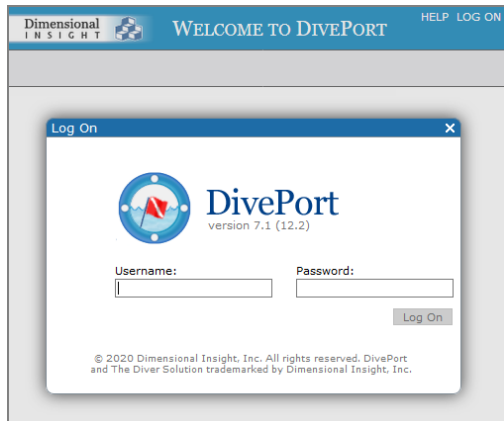 Dimensional
INSIGHT
WELCOME TO DIVEPORT
HELP LOG ON
Log On
DivePort
version 7.1 (12.2)
Username:
Password:
Log On
© 2020 Dimensional Insight, Inc. All rights reserved. DivePort
and The Diver Solution trademarked by Dimensional Insight, Inc.